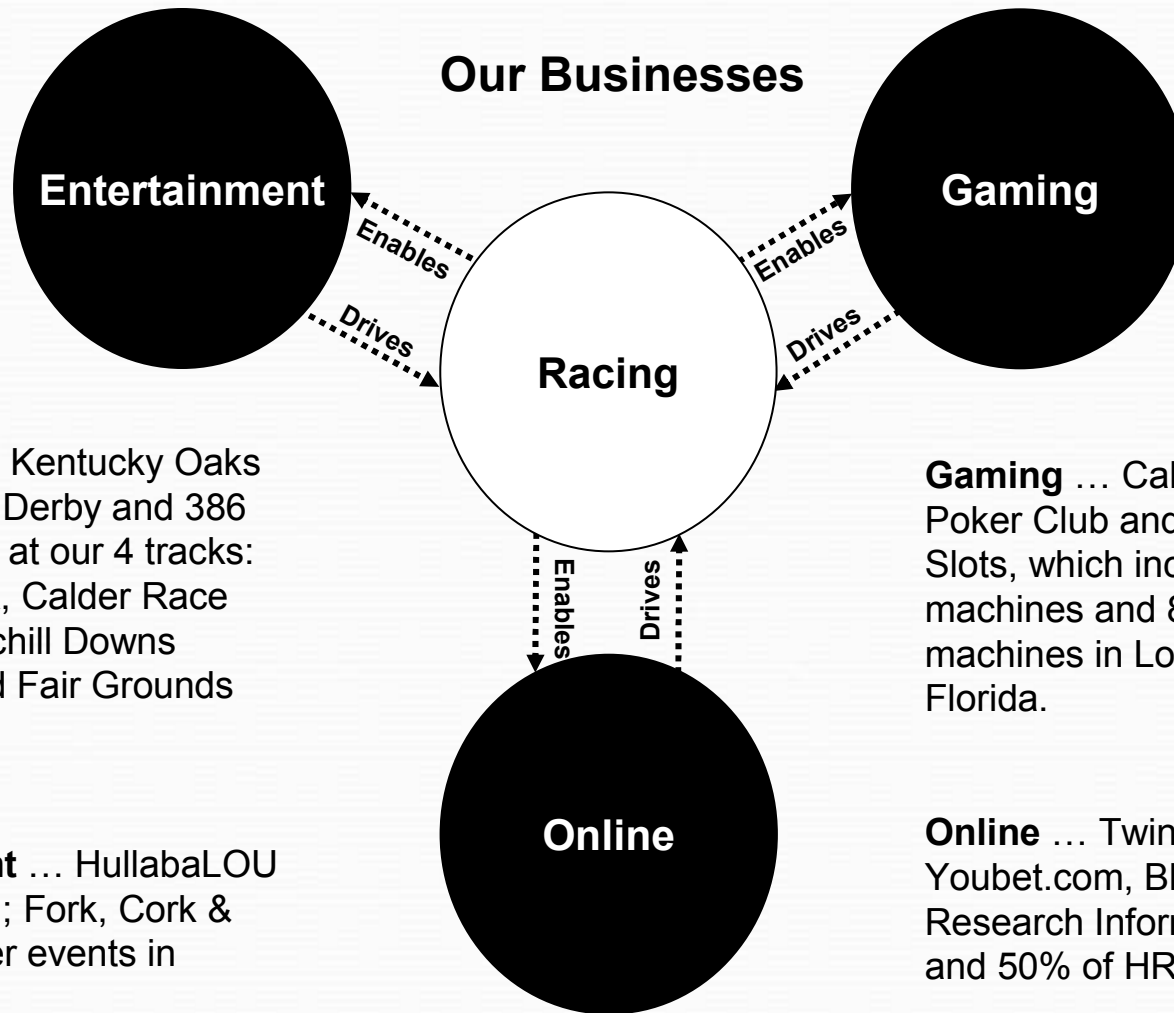 Our Businesses
Entertainment
Gaming
Enables
Drives
Racing
Enables
Drives
Kentucky Oaks
Derby and 386
at our 4 tracks:
, Calder Race
chill Downs
d Fair Grounds
Gaming … Cal
Poker Club and
Slots, which inc
machines and 8
machines in Lo
Florida.
Enables
Drives
Online
nt … HullabaLOU
; Fork, Cork &
er events in
Online … Twin
Youbet.com, Bl
Research Infor
and 50% of HR